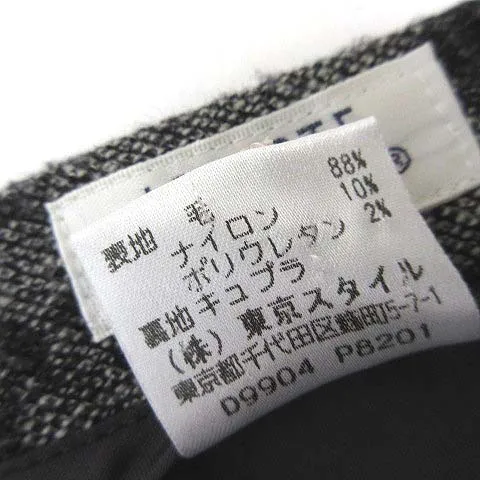 ®
表地 毛 88%
ナイロン 10%
ポリウレタン 2%
裏地 キュプラ
(株) 東京スタイル
東京都千代田区麹町5-7-1
D9904 P8201